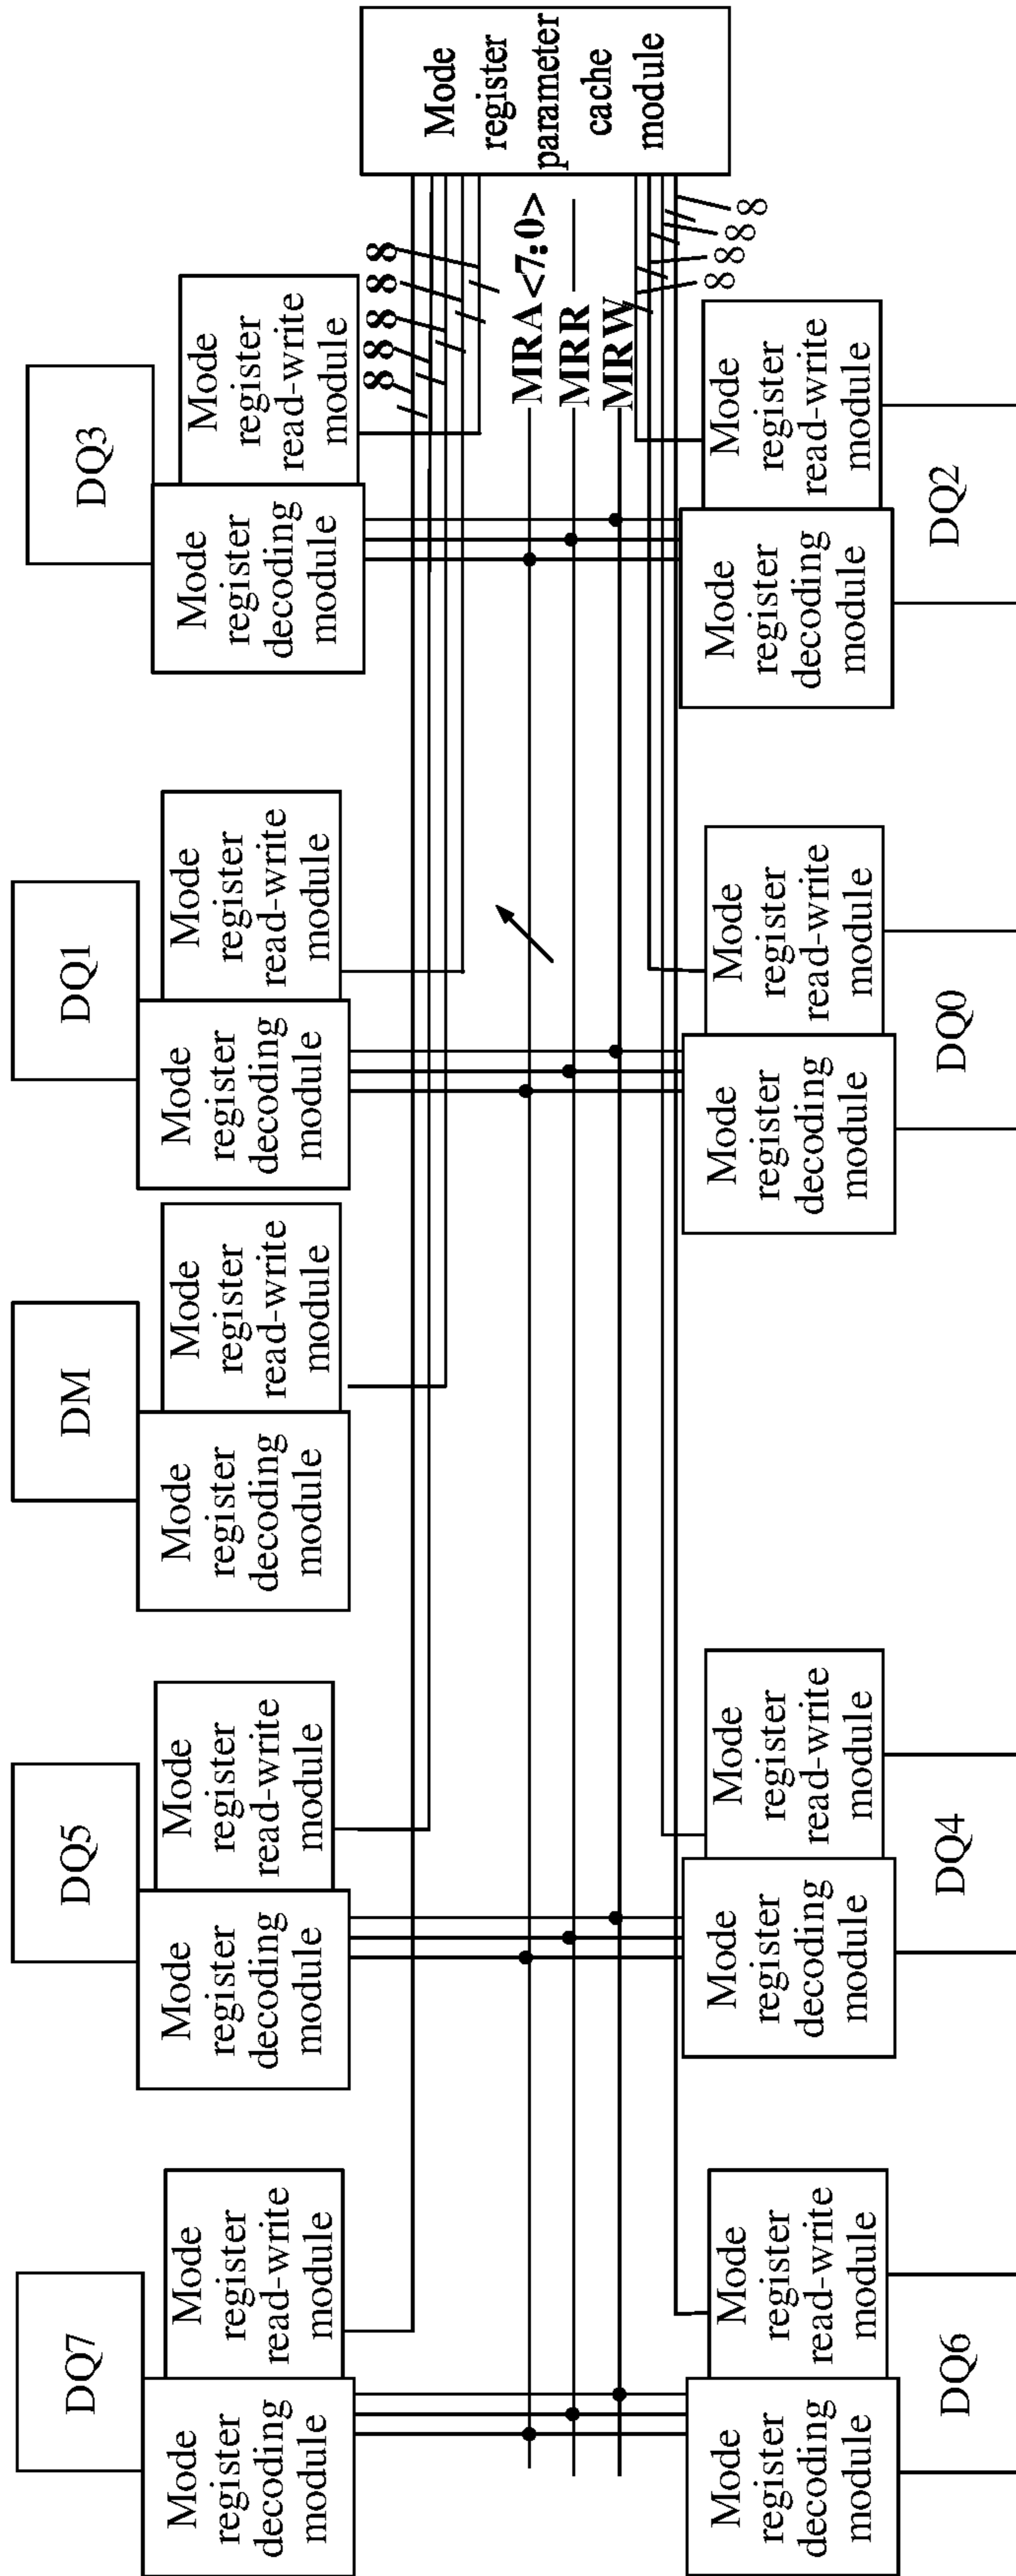 DQ7
DQ5
DM
DQ1
DQ3
Mode
register
decoding
module
Mode
register
read-write
module
Mode
register
decoding
module
Mode
register
read-write
module
Mode
register
decoding
module
Mode
register
read-write
module
Mode
register
decoding
module
Mode
register
read-write
module
Mode
register
decoding
module
Mode
register
read-write
module
8
8
8
8
8
MRA <7:0>
MRR
MRW
Mode
register
parameter
cache
module
8
8
8
8
Mode
register
decoding
module
Mode
register
read-write
module
Mode
register
decoding
module
Mode
register
read-write
module
Mode
register
decoding
module
Mode
register
read-write
module
Mode
register
decoding
module
Mode
register
read-write
module
DQ6
DQ4
DQ0
DQ2